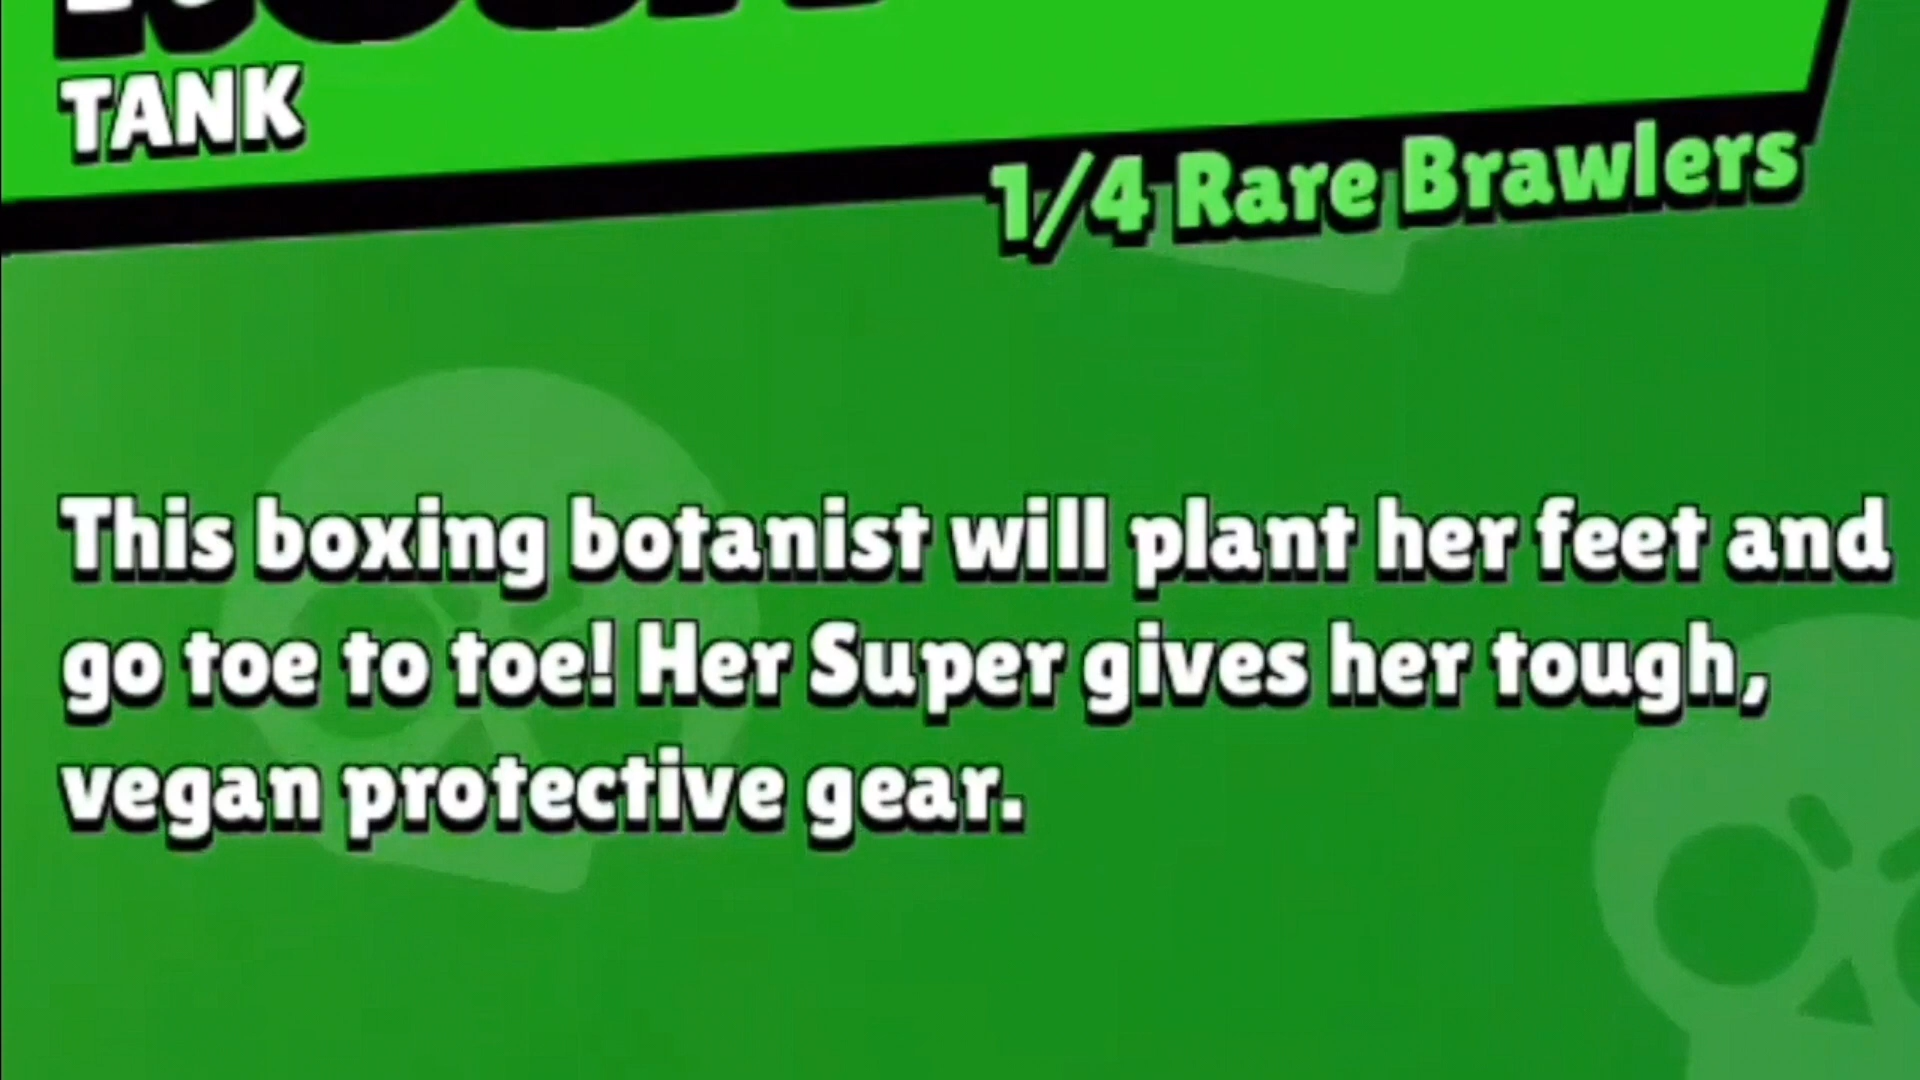 TANK
1/4 Rare Brawlers
This boxing botanist will plant her feet and
go toe to toe! Her Super gives her tough,
vegan protective gear.